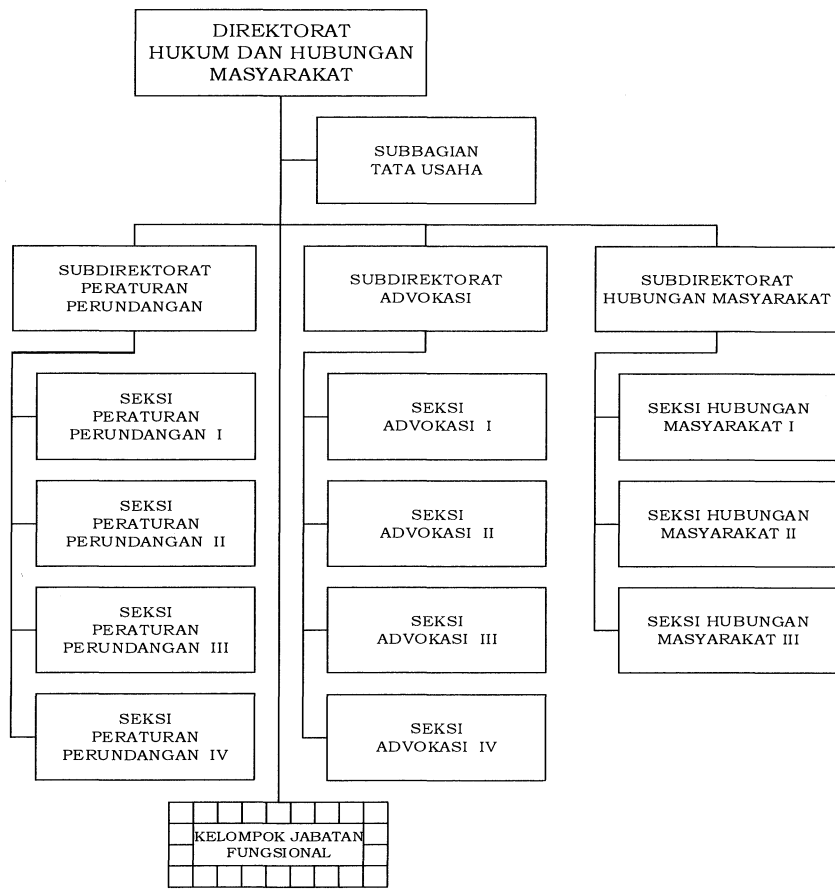 DIREKTORAT
HUKUM DAN HUBUNGAN
MASYARAKAT
SUBBAGIAN
TATA USAHA
SUBDIREKTORAT
PERATURAN
PERUNDANGAN
SEKSI
PERATURAN
PERUNDANGAN I
SEKSI
PERATURAN
PERUNDANGAN II
SEKSI
PERATURAN
PERUNDANGAN III
SEKSI
PERATURAN
PERUNDANGAN IV
SUBDIREKTORAT
ADVOKASI
SEKSI
ADVOKASI I
SEKSI
ADVOKASI II
SEKSI
ADVOKASI III
SEKSI
ADVOKASI IV
SUBDIREKTORAT
HUBUNGAN MASYARAKAT
SEKSI HUBUNGAN
MASYARAKAT I
SEKSI HUBUNGAN
MASYARAKAT II
SEKSI HUBUNGAN
MASYARAKAT III
KELOMPOK JABATAN
FUNGSIONAL